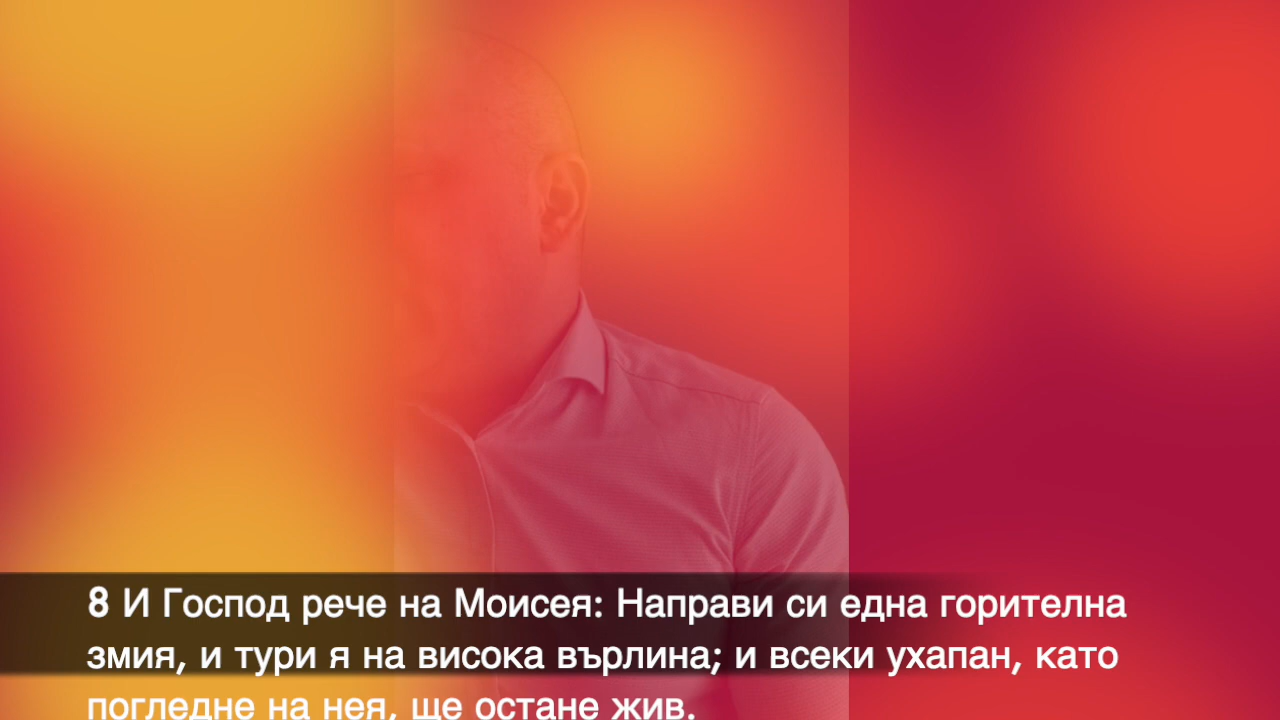 8 И Господ рече на Моисея: Направи си една горителна
змия, и тури я на висока върлина; и всеки ухапан, като
погледне на нея, ще остане жив.